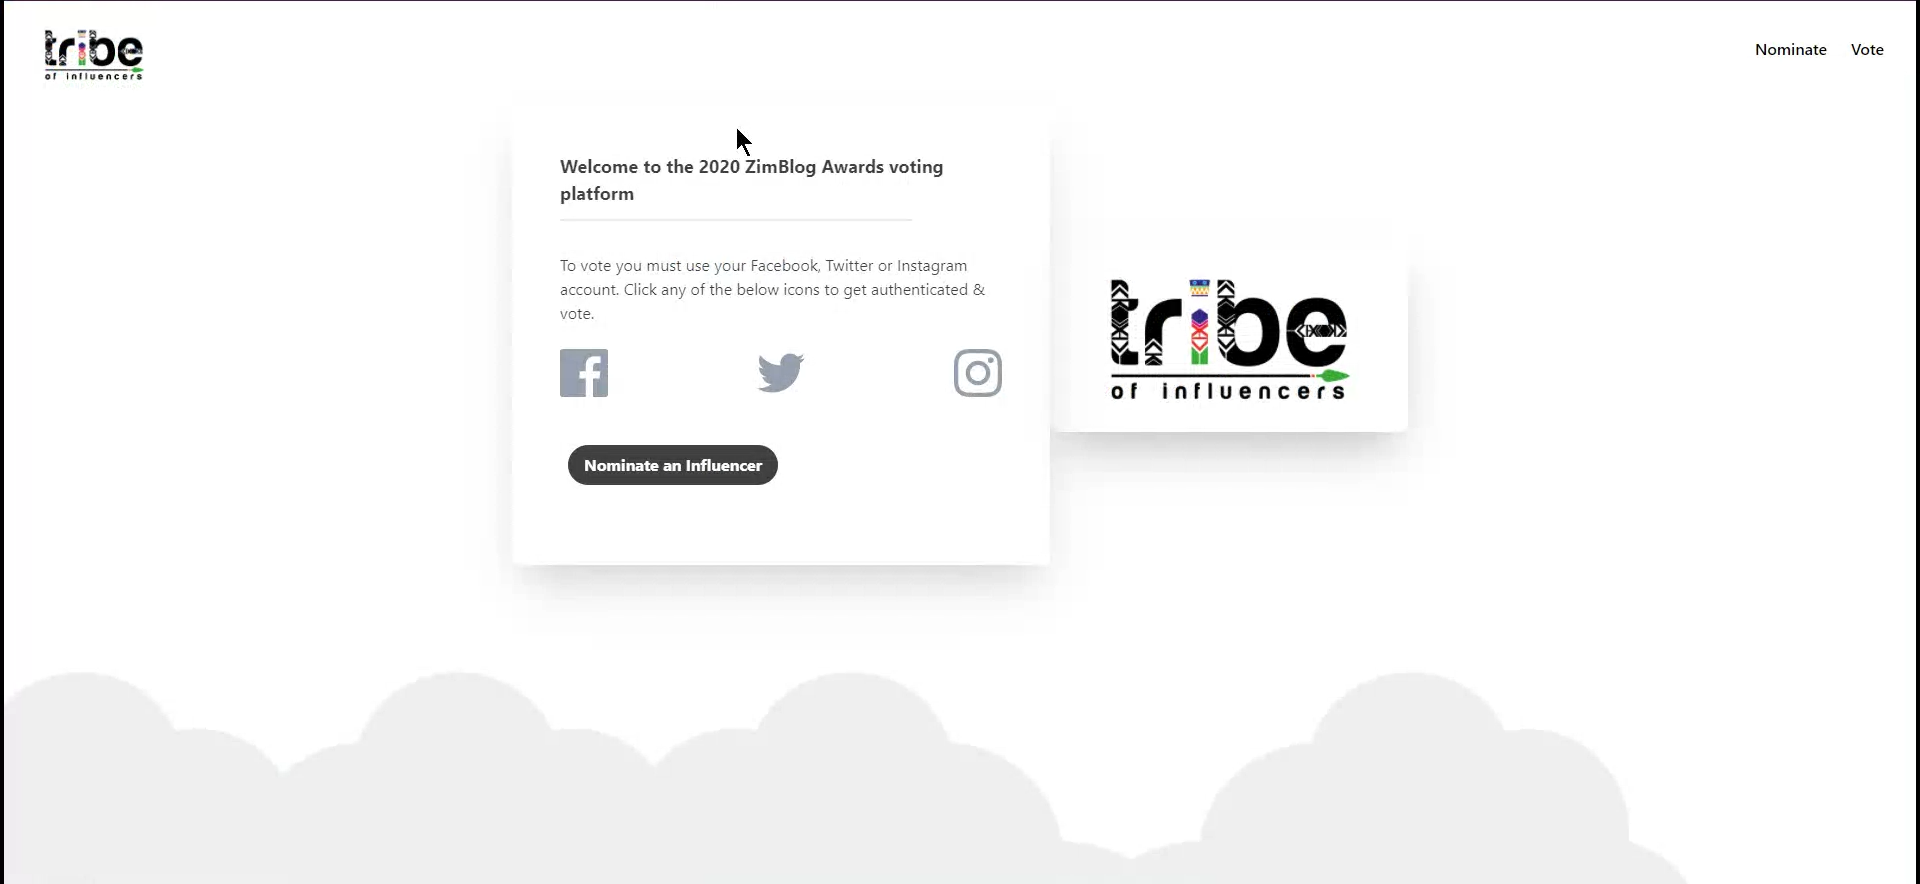 tribe
of influencers
Nominate Vote
Welcome to the 2020 ZimBlog Awards voting
platform
To vote you must use your Facebook, Twitter or Instagram
account. Click any of the below icons to get authenticated &
vote.
Nominate an Influencer
tribe
of influencers